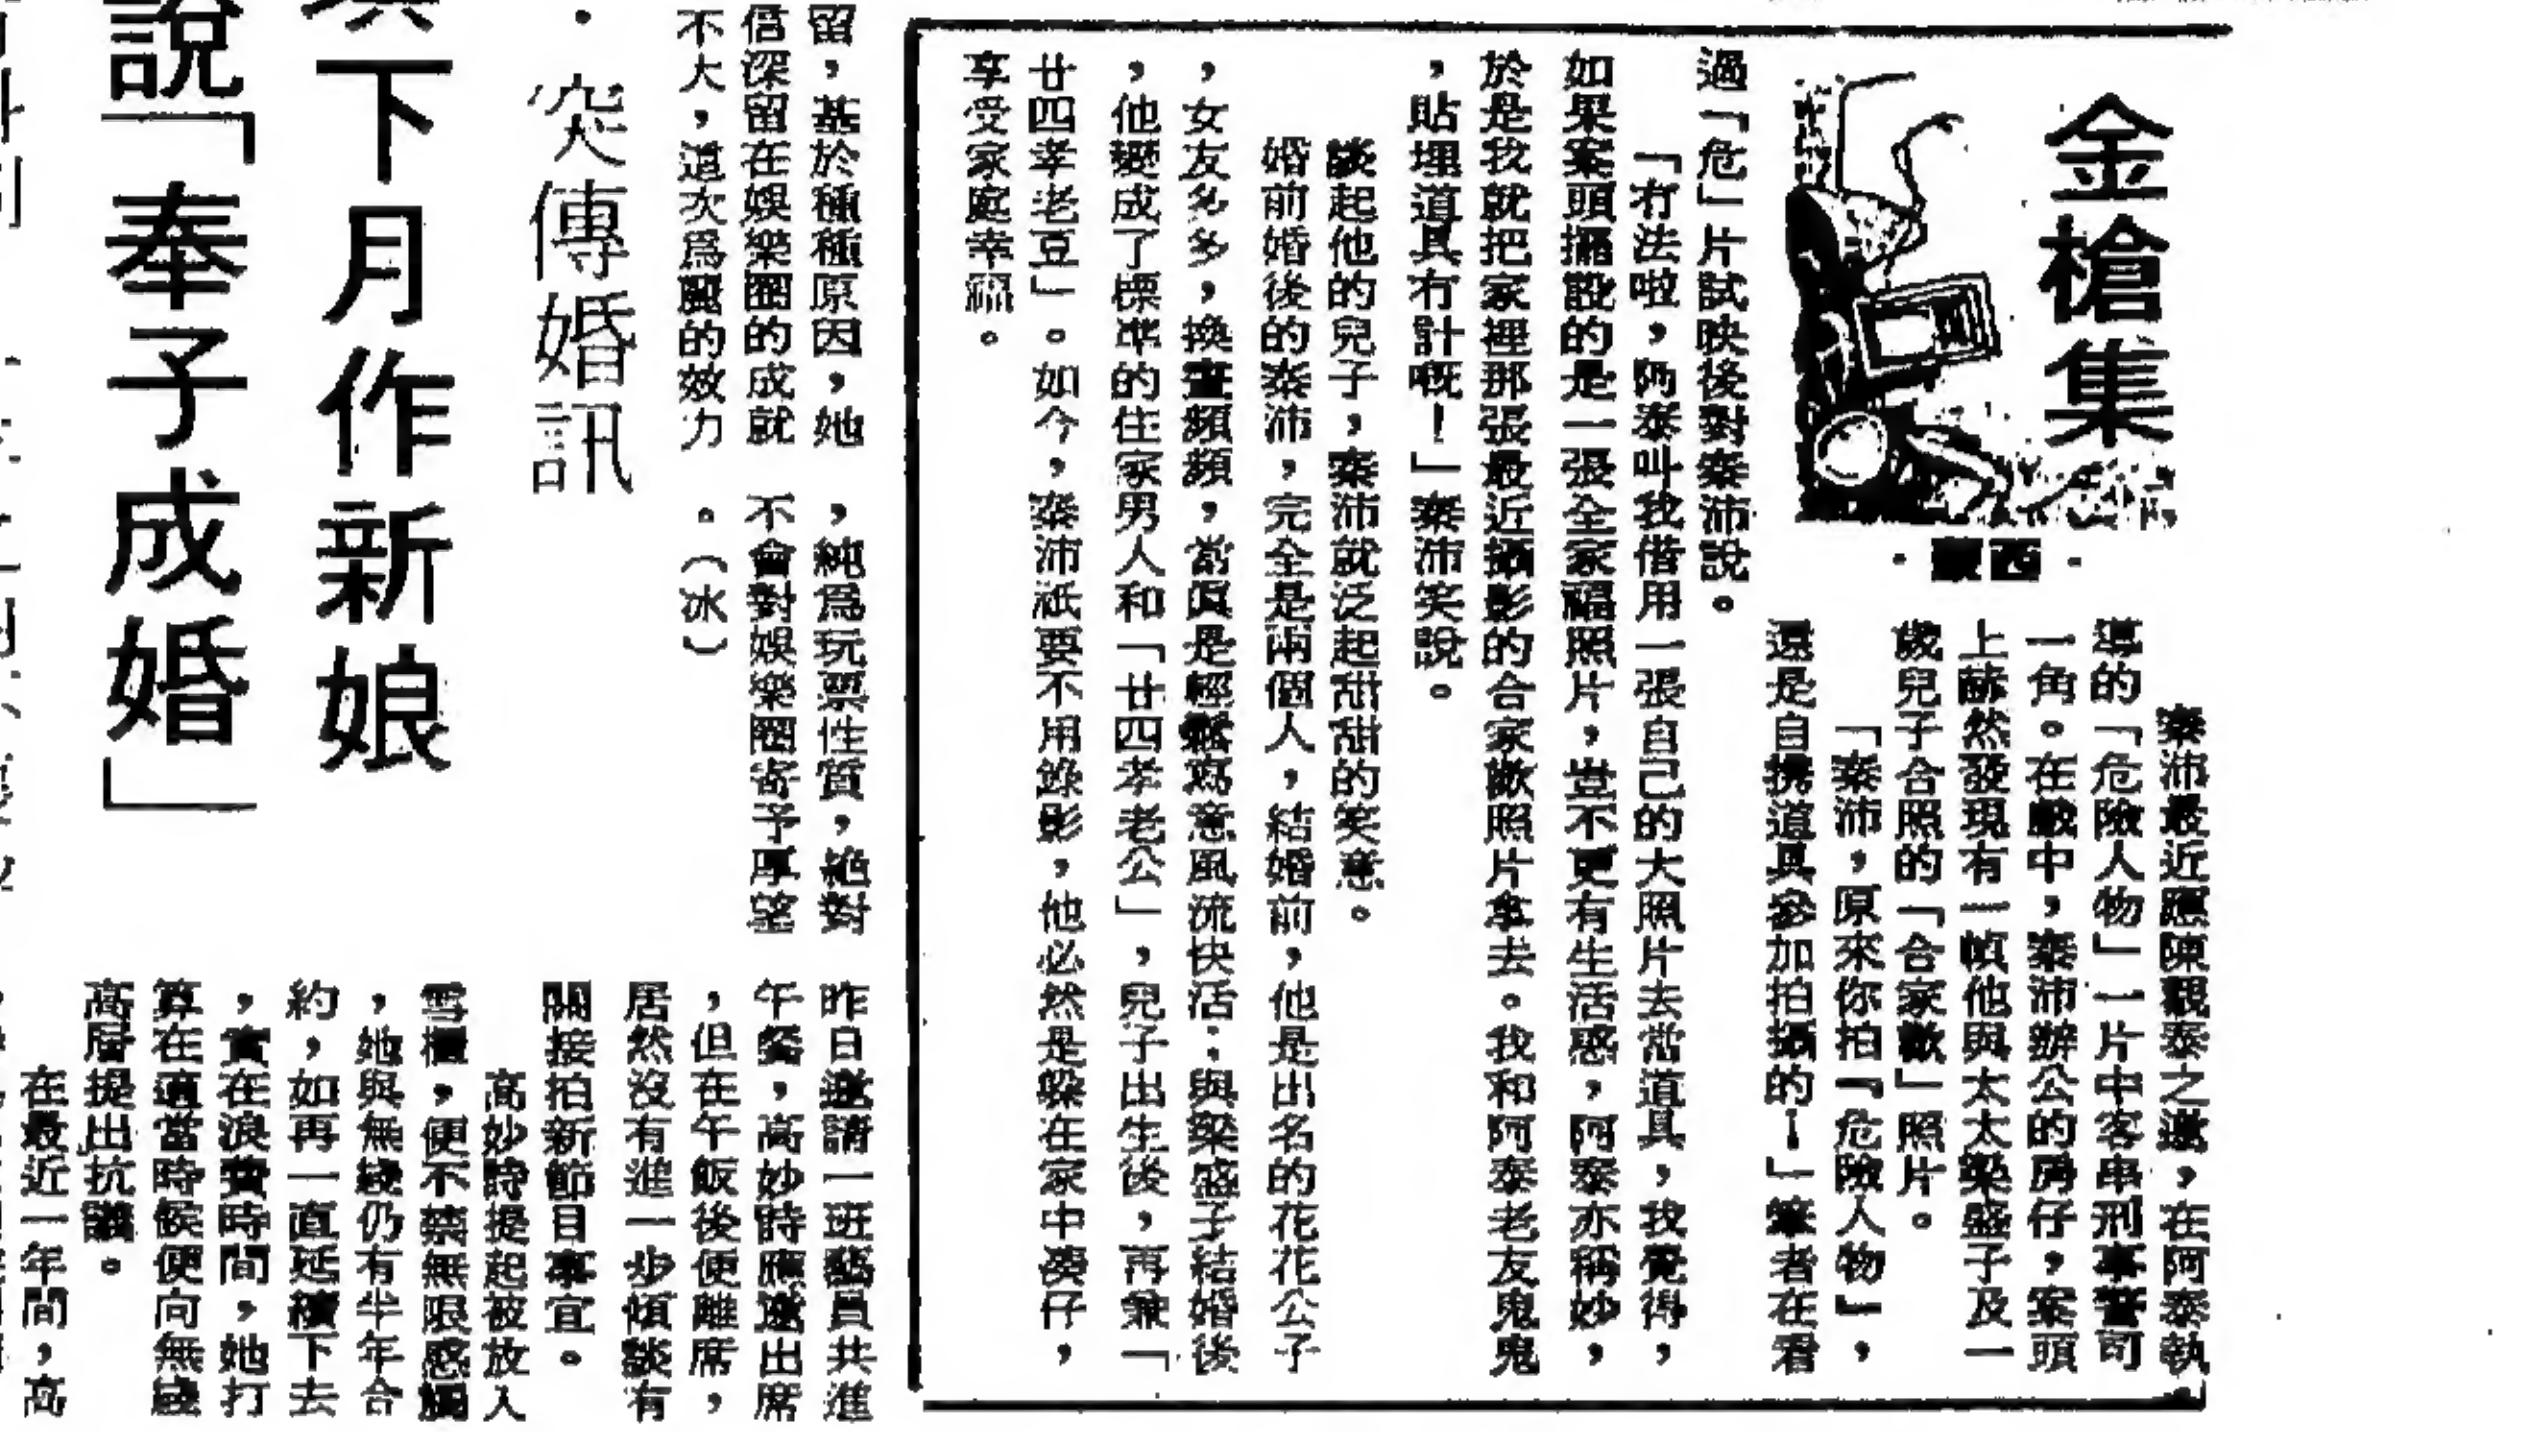 金槍集
·西蒙·
秦沛最近應陳觀泰之邀，在阿泰執
導的「危險人物」一片中客串刑事警司
一角。在戲中，秦沛辦公的房仔，案頭
上赫然發現有一幀他與太太樂盛子及一
歲兒子合照的「合家歡」照片。
「秦沛，原來你拍『危險人物』，
還是自携道具參加拍攝的！」筆者在看
過「危」片試映後對秦沛說。
「冇法啦，阿泰叫我借用一張自己的大照片去當道具，我覺得，
如果案頭擺設的是一張全家福照片，豈不更有生活感，阿泰亦稱妙，
於是我就把家裡那張最近攝影的合家歡照片拿去。我和阿泰老友鬼鬼
，貼埋道具冇計嘅！」秦沛笑說。
談起他的兒子，秦沛就泛起甜甜的笑意。
婚前婚後的秦沛，完全是兩個人，結婚前，他是出名的花花公子
，女友多多，換畫頻頻，當眞是輕鬆寫意風流快活；與樂盛子結婚後
，他變成了標準的住家男人和「廿四孝老公」，兒子出生後，再兼「
廿四孝老豆」。如今，秦沛祇要不用錄影，他必然是躱在家中湊仔，
享受家庭幸福。
留，基於種種原因，她
信深留在娛樂圈的成就
不大，這次爲麗的效力
，純爲玩票性質，絕對
不會對娛樂圈寄予厚望
。（冰）
·突傳婚訊
下月作新娘
說「奉子成婚」
昨日邀請一班藝員共進
午餐，高妙時應邀出席
，但在午飯後便離席，
居然沒有進一步傾談有
關接拍新節目事宜。
高妙時提起被放入
雪櫃，便不禁無限感觸
，她與無綫仍有半年合
約，如再一直延續下去
，實在浪費時間，她打
算在適當時候便向無綫
高層提出抗議。
在最近一年間，高